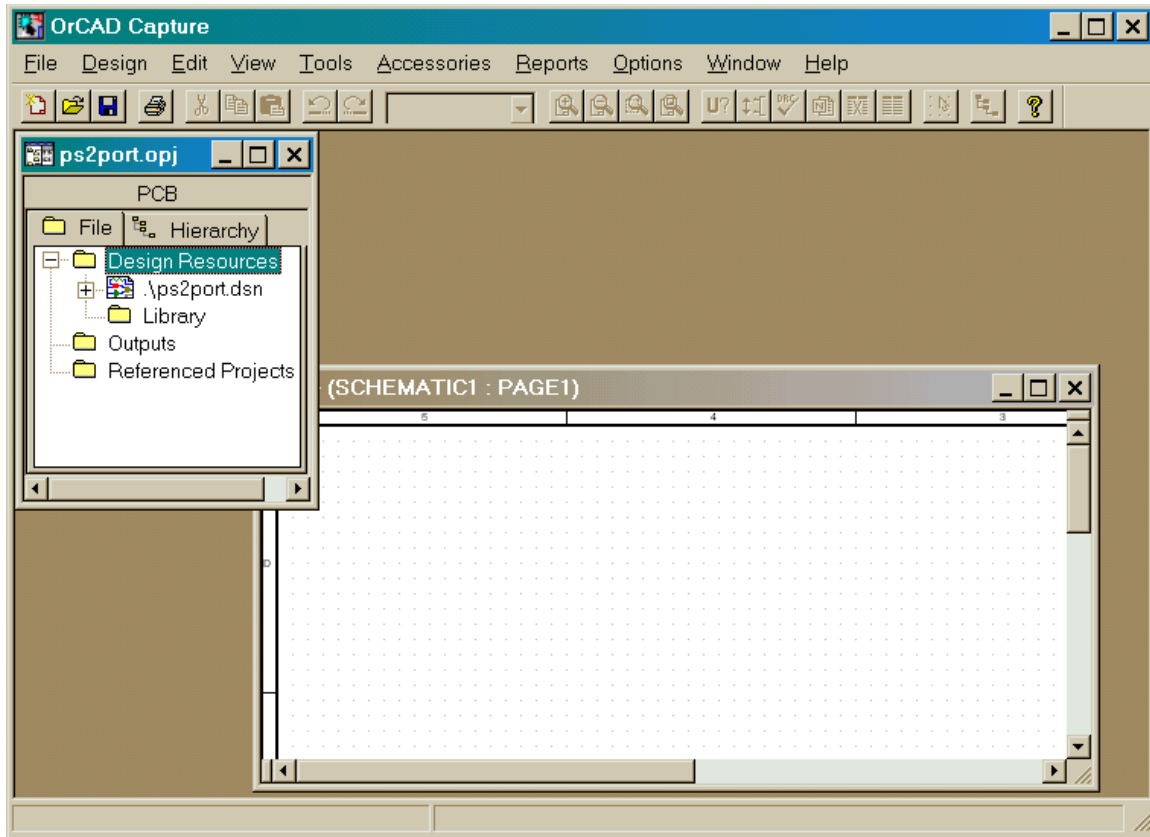 OrCAD Capture
File Design Edit View Tools Accessories Reports Options Window Help
U? DRC
ps2port.opj
PCB
File Hierarchy
Design Resources
.\ps2port.dsn
Library
Outputs
Referenced Projects
(SCHEMATIC1 : PAGE1)
5 4 3
D